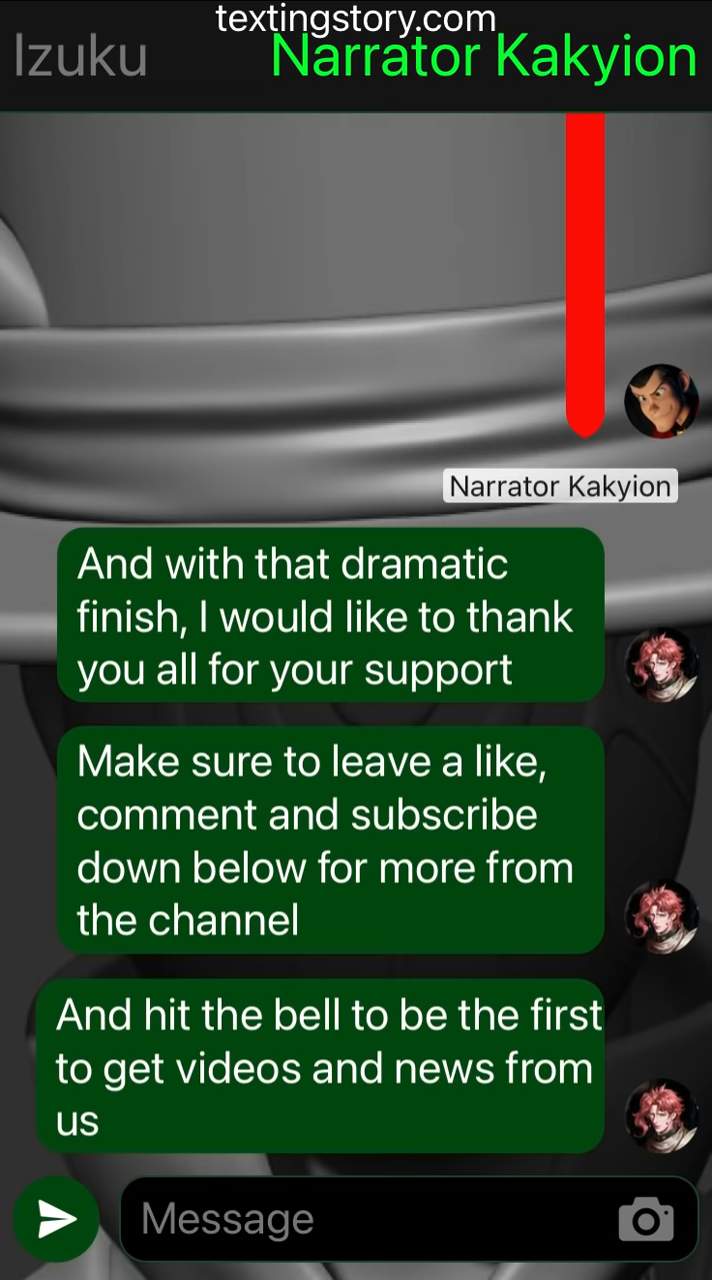 textingstory.com
Izuku
Narrator Kakyion
Narrator Kakyion
And with that dramatic
finish, I would like to thank
you all for your support
Make sure to leave a like,
comment and subscribe
down below for more from
the channel
And hit the bell to be the first
to get videos and news from
us
Message